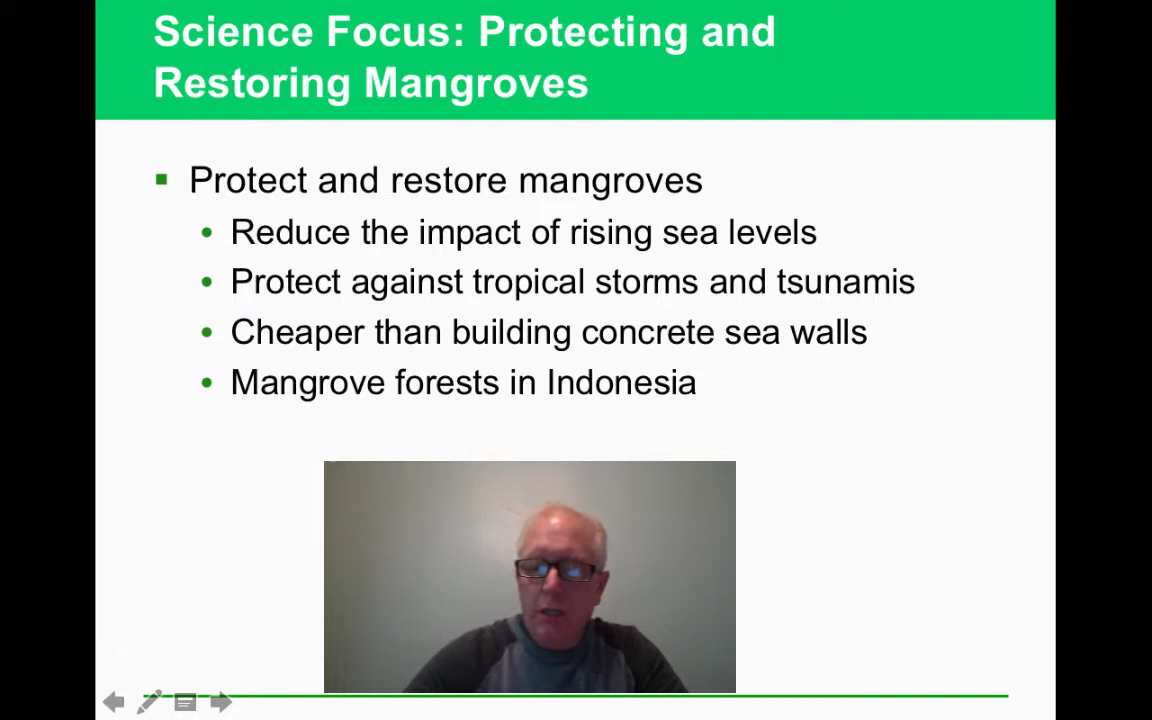 Science Focus: Protecting and
Restoring Mangroves
Protect and restore mangroves
Reduce the impact of rising sea levels
Protect against tropical storms and tsunamis
Cheaper than building concrete sea walls
Mangrove forests in Indonesia